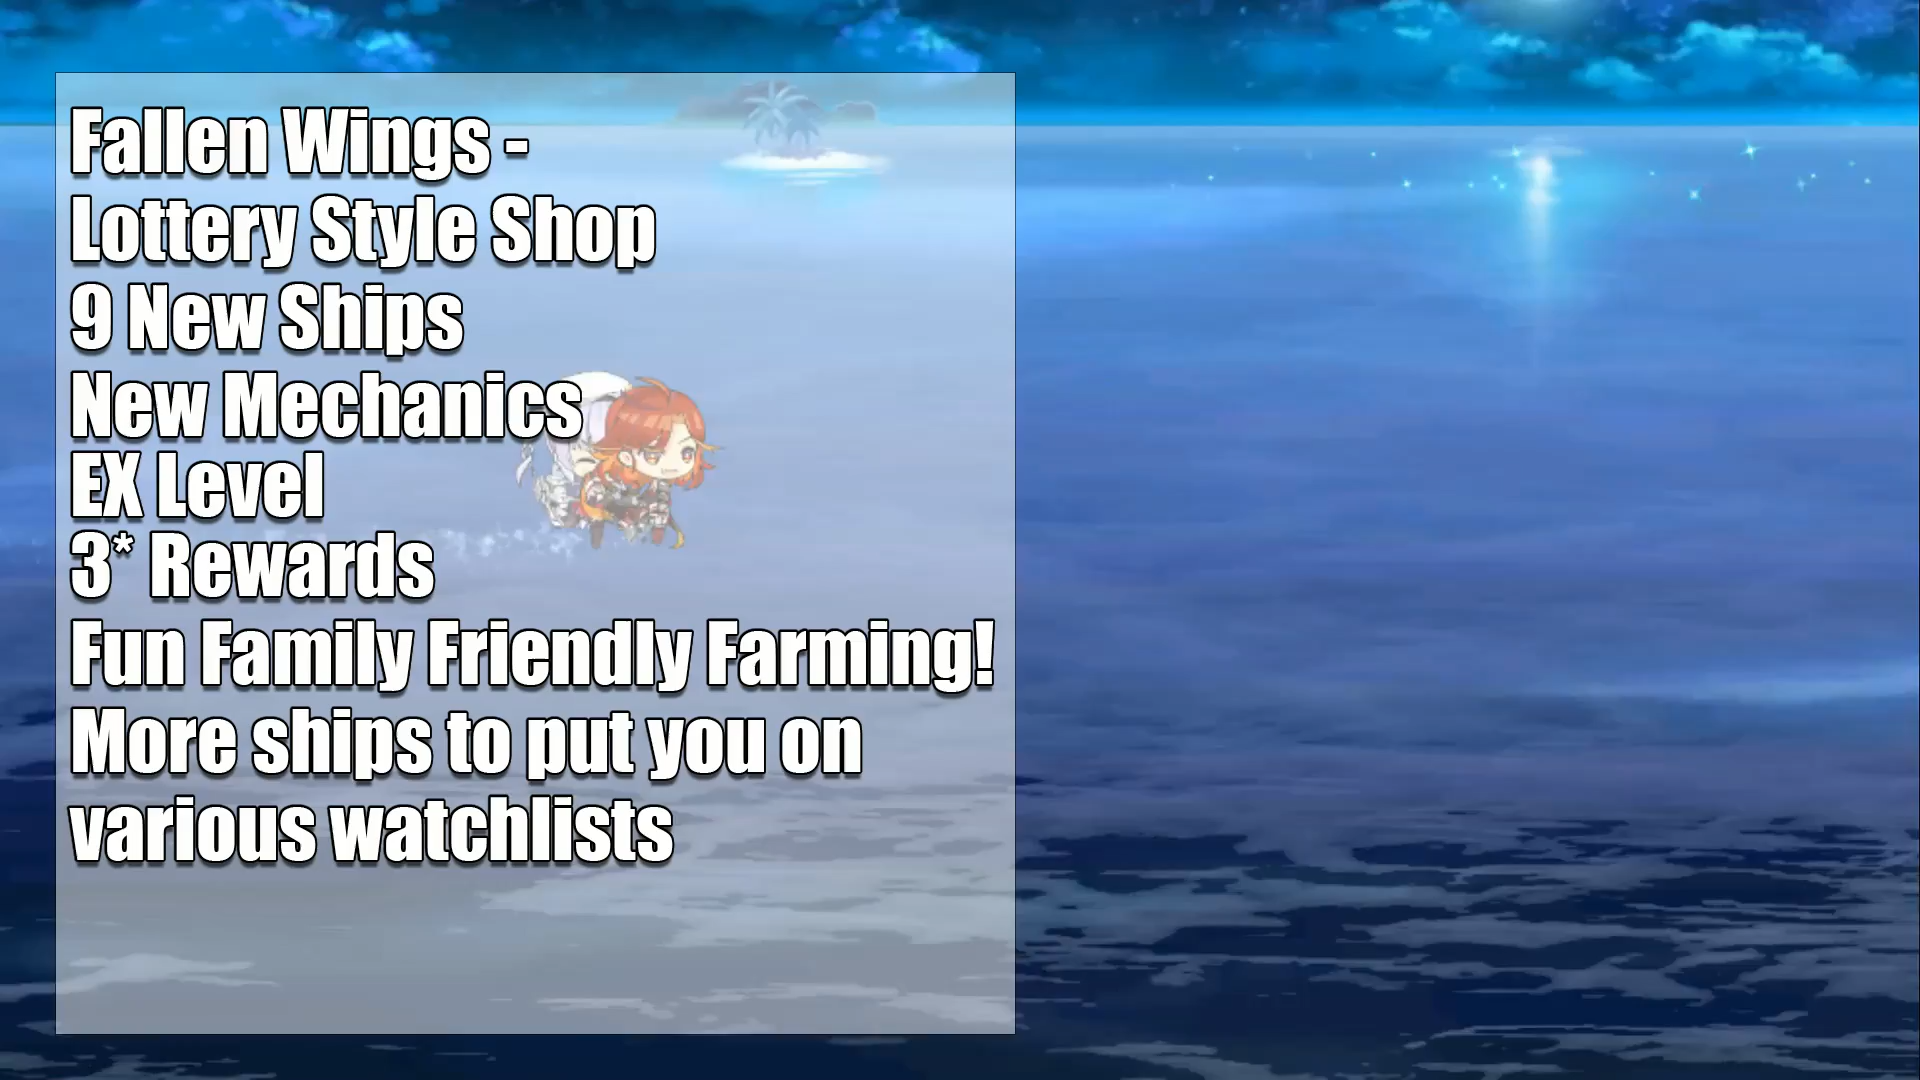 Fallen Wings -
Lottery Style Shop
9 New Ships
New Mechanics
EX Level
3* Rewards
Fun Family Friendly Farming!
More ships to put you on
various watchlists